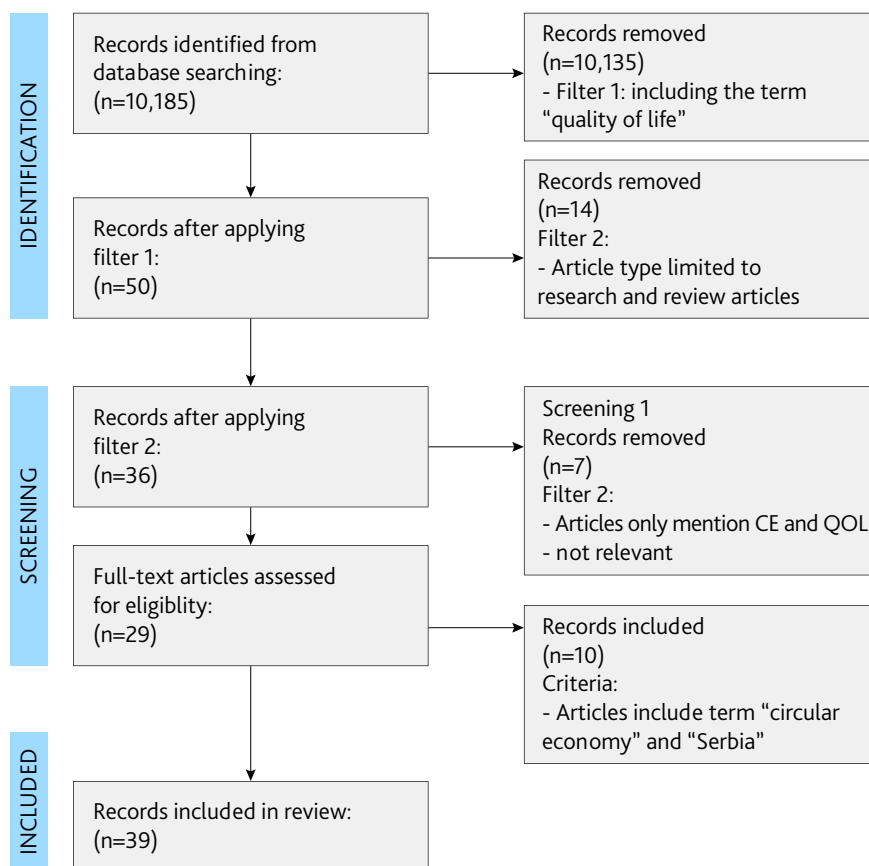 IDENTIFICATION
Records identified from
database searching:
(n=10,185)
Records removed
(n=10,135)
- Filter 1: including the term
“quality of life”
Records after applying
filter 1:
(n=50)
Records removed
(n=14)
Filter 2:
- Article type limited to
research and review articles
SCREENING
Records after applying
filter 2:
(n=36)
Screening 1
Records removed
(n=7)
Filter 2:
- Articles only mention CE and QOL
- not relevant
Full-text articles assessed
for eligiblity:
(n=29)
Records included
(n=10)
Criteria:
- Articles include term “circular
economy” and “Serbia”
INCLUDED
Records included in review:
(n=39)